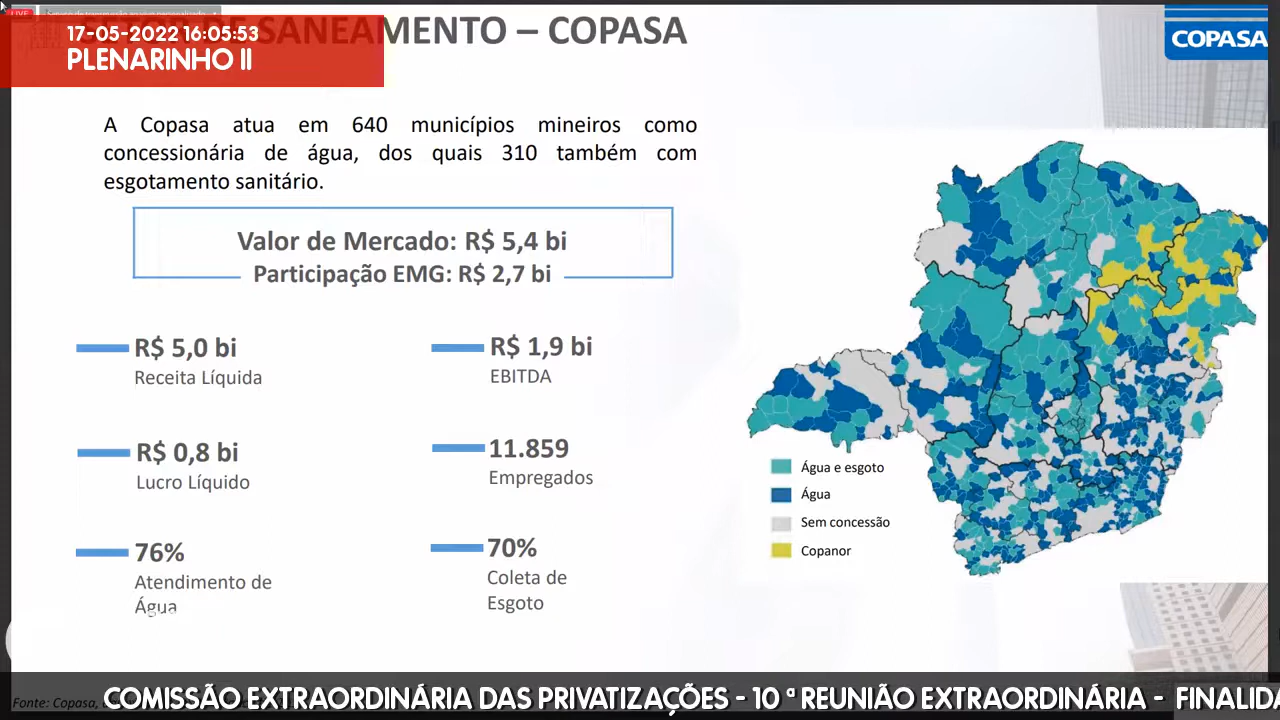 LIVE
17-05-2022 16:05:53
PLENARINHO II
DE SANEAMENTO – COPASA
COPASA
A Copasa atua em 640 municípios mineiros como
concessionária de água, dos quais 310 também com
esgotamento sanitário.
Valor de Mercado: R$ 5,4 bi
Participação EMG: R$ 2,7 bi
R$ 5,0 bi
Receita Líquida
R$ 1,9 bi
EBITDA
R$ 0,8 bi
Lucro Líquido
11.859
Empregados
76%
Atendimento de
Água
70%
Coleta de
Esgoto
Água e esgoto
Água
Sem concessão
Copanor
Fonte: Copasa,
COMISSÃO EXTRAORDINÁRIA DAS PRIVATIZAÇÕES - 10 ª REUNIÃO EXTRAORDINÁRIA - FINALIDA